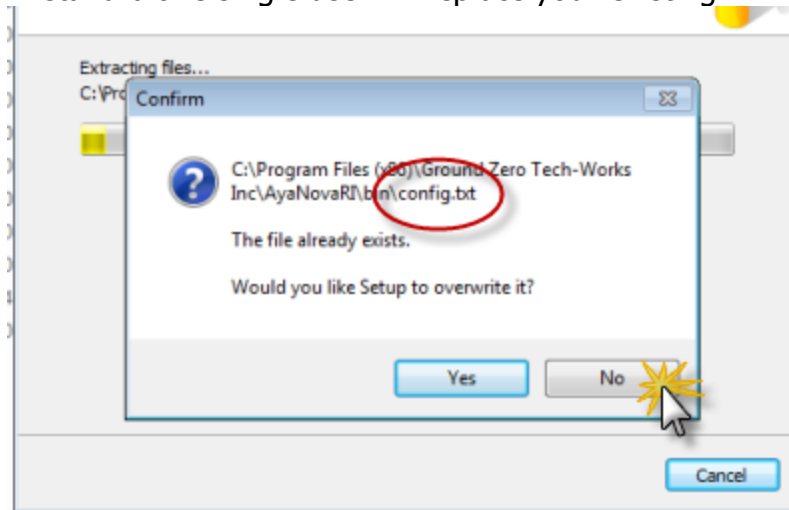 Extracting files...
C:\Pro
Confirm
C:\Program Files (x86)\Ground Zero Tech-Works
Inc\AyaNovaRI\bin\config.txt
The file already exists.
Would you like Setup to overwrite it?
Yes
No
Cancel